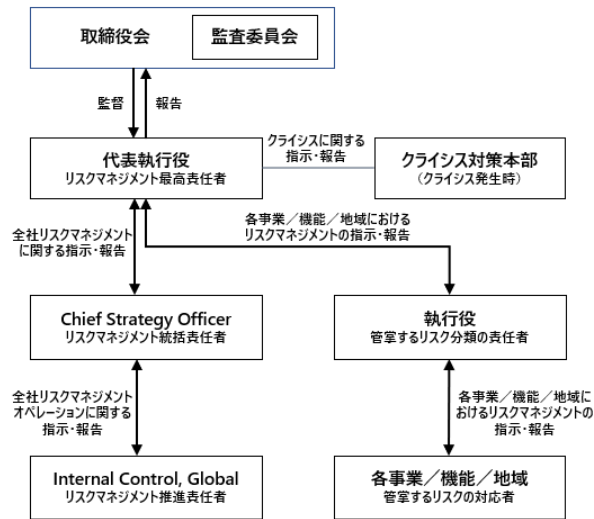 取締役会
監査委員会
監督
報告
代表執行役
リスクマネジメント最高責任者
クライシスに関する
指示・報告
クライシス対策本部
（クライシス発生時）
全社リスクマネジメント
に関する指示・報告
各事業／機能／地域における
リスクマネジメントの指示・報告
Chief Strategy Officer
リスクマネジメント統括責任者
執行役
管掌するリスク分類の責任者
全社リスクマネジメント
オペレーションに関する
指示・報告
各事業／機能／地域に
おけるリスクマネジメントの
指示・報告
Internal Control, Global
リスクマネジメント推進責任者
各事業／機能／地域
管掌するリスクの対応者